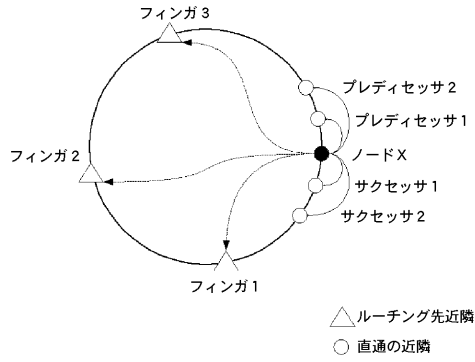 フィンガ3
プレディセッサ2
プレディセッサ1
ノードX
フィンガ2
サクセッサ1
サクセッサ2
フィンガ1
ルーチング先近隣
直通の近隣